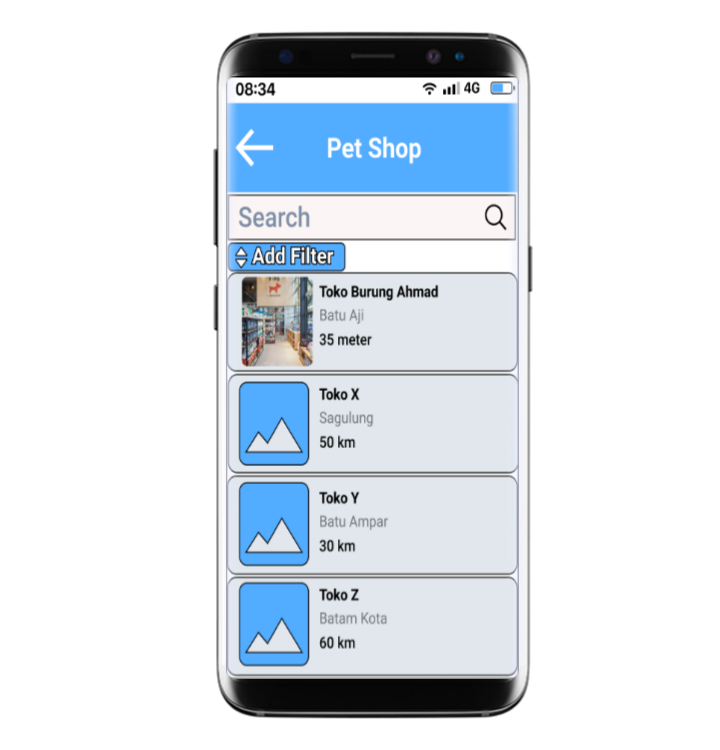 08:34
4G
Pet Shop
Search
Add Filter
Toko Burung Ahmad
Batu Aji
35 meter
Toko X
Sagulung
50 km
Toko Y
Batu Ampar
30 km
Toko Z
Batam Kota
60 km